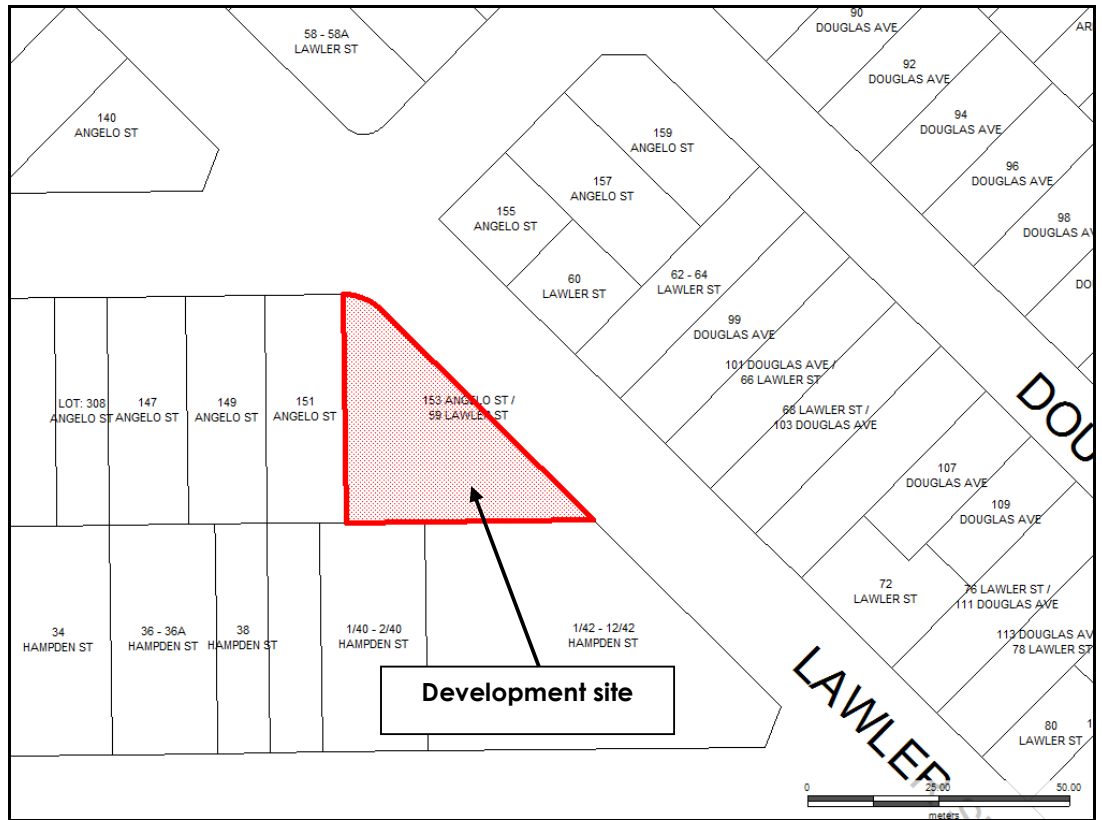 58 - 58A
LAWLER ST
90
DOUGLAS AVE
92
DOUGLAS AVE
94
DOUGLAS AVE
96
DOUGLAS AVE
98
140
ANGELO ST
159
ANGELO ST
157
ANGELO ST
155
ANGELO ST
60
LAWLER ST
62 - 64
LAWLER ST
99
DOUGLAS AVE
101 DOUGLAS AVE /
66 LAWLER ST
68 LAWLER ST /
103 DOUGLAS AVE
LOT: 308
ANGELO ST
147
ANGELO ST
149
ANGELO ST
151
ANGELO ST
153 ANGELO ST /
59 LAWLER ST
107
DOUGLAS AVE
109
DOUGLAS AVE
72
LAWLER ST
76 LAWLER ST /
111 DOUGLAS AVE
113 DOUGLAS AV
78 LAWLER ST
80
LAWLER ST
34
HAMPDEN ST
36 - 36A
HAMPDEN ST
38
HAMPDEN ST
1/40 - 2/40
HAMPDEN ST
1/42 - 12/42
HAMPDEN ST
Development site
DOU
LAWLER
0 25.00 50.00
meters